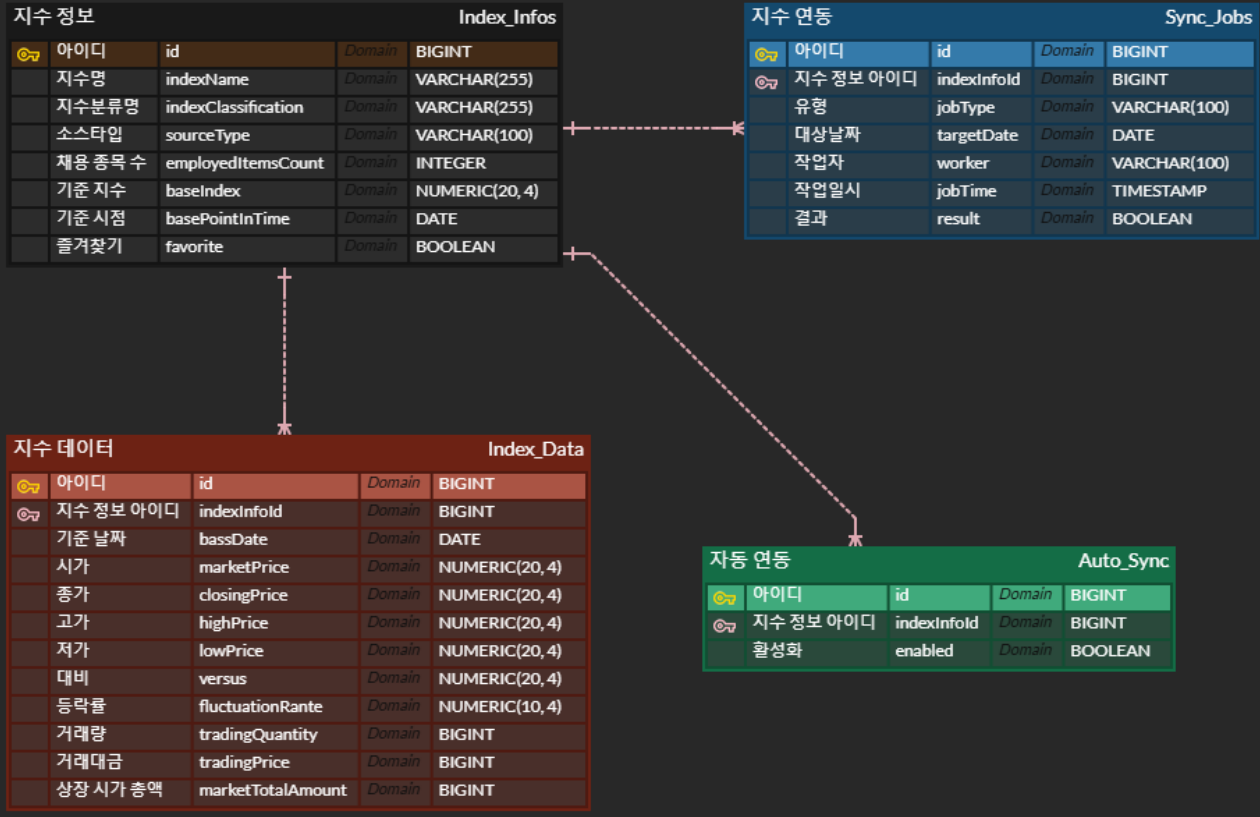 지수 정보 Index_Infos
아이디 id Domain BIGINT
지수명 indexName Domain VARCHAR(255)
지수분류명 indexClassification Domain VARCHAR(255)
소스타입 sourceType Domain VARCHAR(100)
채용 종목 수 employedItemsCount Domain INTEGER
기준 지수 baseIndex Domain NUMERIC(20, 4)
기준 시점 basePointInTime Domain DATE
즐겨찾기 favorite Domain BOOLEAN
지수 연동 Sync_Jobs
아이디 id Domain BIGINT
지수 정보 아이디 indexInfoId Domain BIGINT
유형 jobType Domain VARCHAR(100)
대상날짜 targetDate Domain DATE
작업자 worker Domain VARCHAR(100)
작업일시 jobTime Domain TIMESTAMP
결과 result Domain BOOLEAN
지수 데이터 Index_Data
아이디 id Domain BIGINT
지수 정보 아이디 indexInfoId Domain BIGINT
기준 날짜 bassDate Domain DATE
시가 marketPrice Domain NUMERIC(20, 4)
종가 closingPrice Domain NUMERIC(20, 4)
고가 highPrice Domain NUMERIC(20, 4)
저가 lowPrice Domain NUMERIC(20, 4)
대비 versus Domain NUMERIC(20, 4)
등락률 fluctuationRante Domain NUMERIC(10, 4)
거래량 tradingQuantity Domain BIGINT
거래대금 tradingPrice Domain BIGINT
상장 시가 총액 marketTotalAmount Domain BIGINT
자동 연동 Auto_Sync
아이디 id Domain BIGINT
지수 정보 아이디 indexInfoId Domain BIGINT
활성화 enabled Domain BOOLEAN